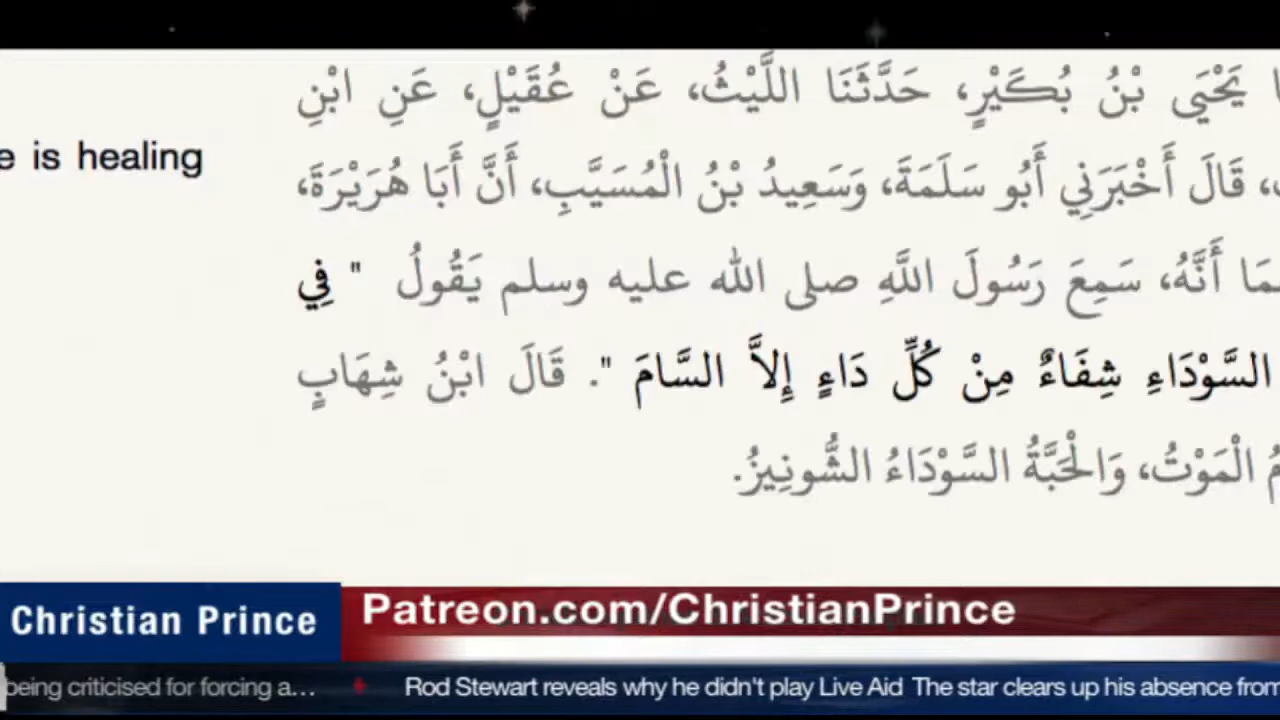 يَحْيَى بْنُ بُكَيْرٍ، حَدَّثَنَا اللَّيْثُ، عَنْ عُقَيْلٍ، عَنِ ابْنِ
e is healing
قَالَ أَخْبَرَنِي أَبُو سَلَمَةَ، وَسَعِيدُ بْنُ الْمُسَيَّبِ، أَنَّ أَبَا هُرَيْرَةَ،
أَنَّهُ، سَمِعَ رَسُولَ اللَّهِ صلى الله عليه وسلم يَقُولُ " فِي
السَّوْدَاءِ شِفَاءٌ مِنْ كُلِّ دَاءٍ إِلاَّ السَّامَ ". قَالَ ابْنُ شِهَابٍ
الْمَوْتُ، وَالْحَبَّةُ السَّوْدَاءُ الشُّونِيزُ.
Christian Prince
Patreon.com/ChristianPrince
being criticised for forcing a... Rod Stewart reveals why he didn't play Live Aid The star clears up his absence from